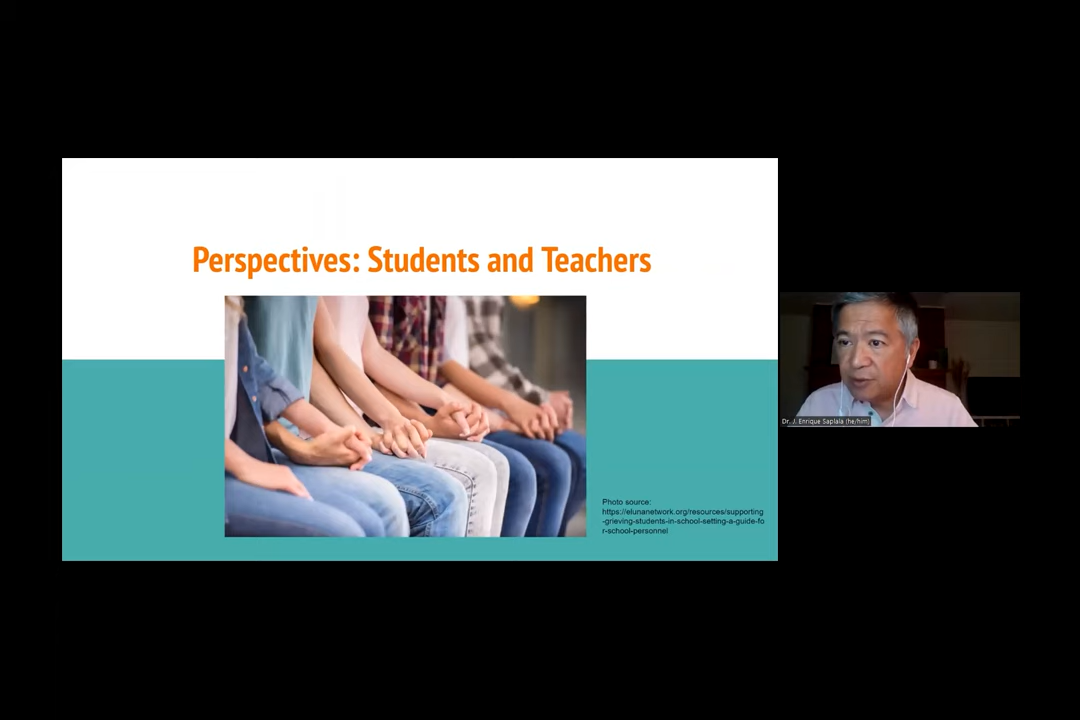 Perspectives: Students and Teachers
Photo source:
https://elunanetwork.org/resources/supporting
-grieving-students-in-school-setting-a-guide-fo
r-school-personnel
Dr. J. Enrique Saplala (he/him)